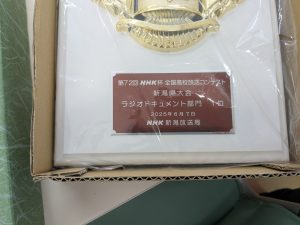 第72回 NHK杯 全国高校放送コンテスト
新潟県大会
ラジオドキュメント部門 1位
2025年6月7日
NHK 新潟放送局